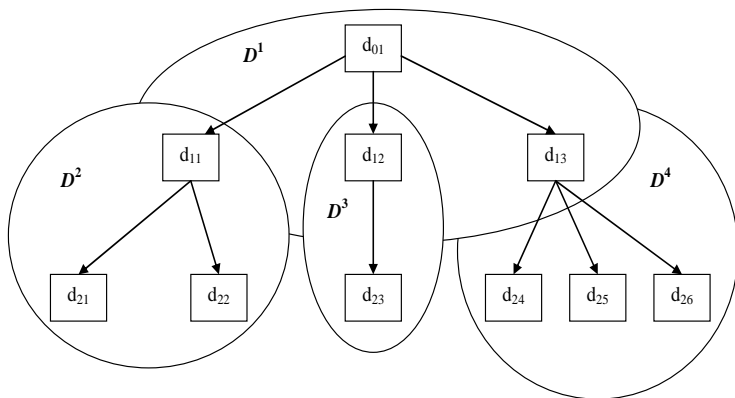 D¹
d₀₁
d₁₁
d₁₂
d₁₃
D²
D³
D⁴
d₂₁
d₂₂
d₂₃
d₂₄
d₂₅
d₂₆